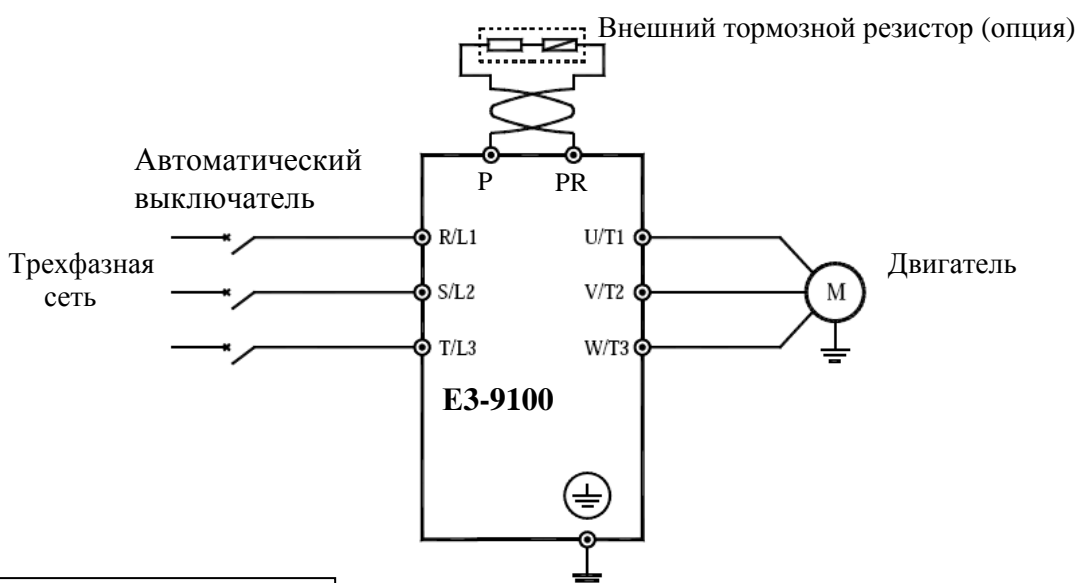 Внешний тормозной резистор (опция)
P PR
Автоматический
выключатель
R/L1 U/T1
Трехфазная
сеть
S/L2 V/T2
M
Двигатель
T/L3 W/T3
E3-9100